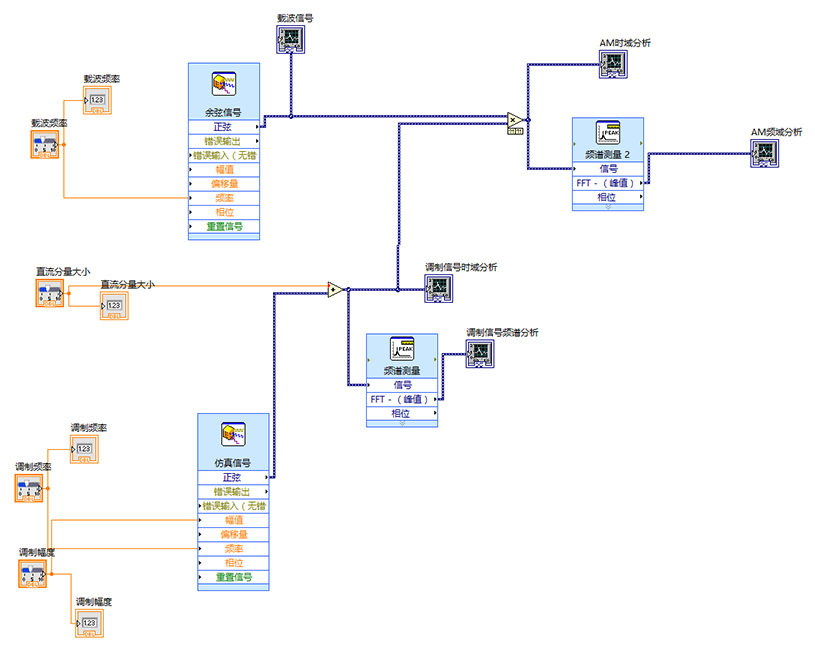 载波信号
AM时域分析
载波频率
123
载波频率
余弦信号
正弦
错误输出
错误输入（无错
幅值
偏移量
频率
相位
重置信号
PEAK
频谱测量 2
信号
FFT - （峰值）
相位
AM频域分析
直流分量大小
直流分量大小
123
调制信号时域分析
调制信号频谱分析
PEAK
频谱测量
信号
FFT - （峰值）
相位
调制频率
123
调制频率
仿真信号
正弦
错误输出
错误输入（无错
幅值
偏移量
频率
相位
重置信号
调制幅度
调制幅度
123